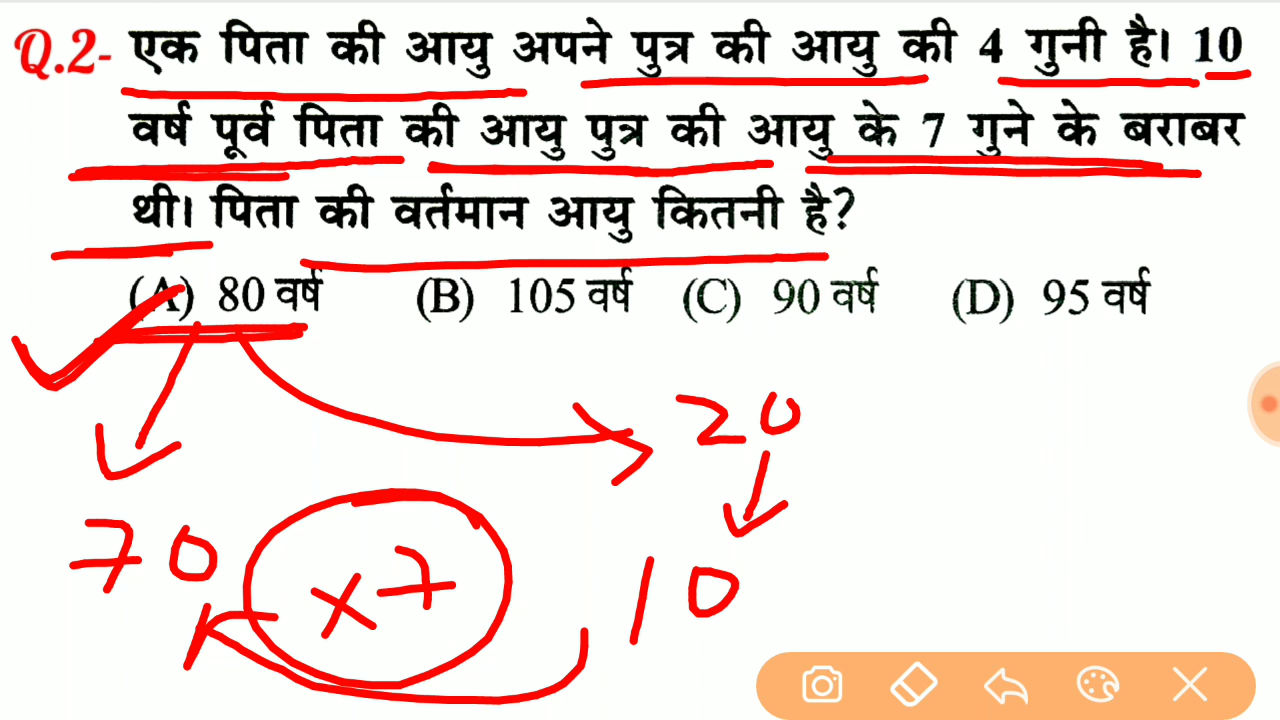 Q.2- एक पिता की आयु अपने पुत्र की आयु की 4 गुनी है। 10
वर्ष पूर्व पिता की आयु पुत्र की आयु के 7 गुने के बराबर
थी। पिता की वर्तमान आयु कितनी है?
(A) 80 वर्ष (B) 105 वर्ष (C) 90 वर्ष (D) 95 वर्ष
20
70 x7 10